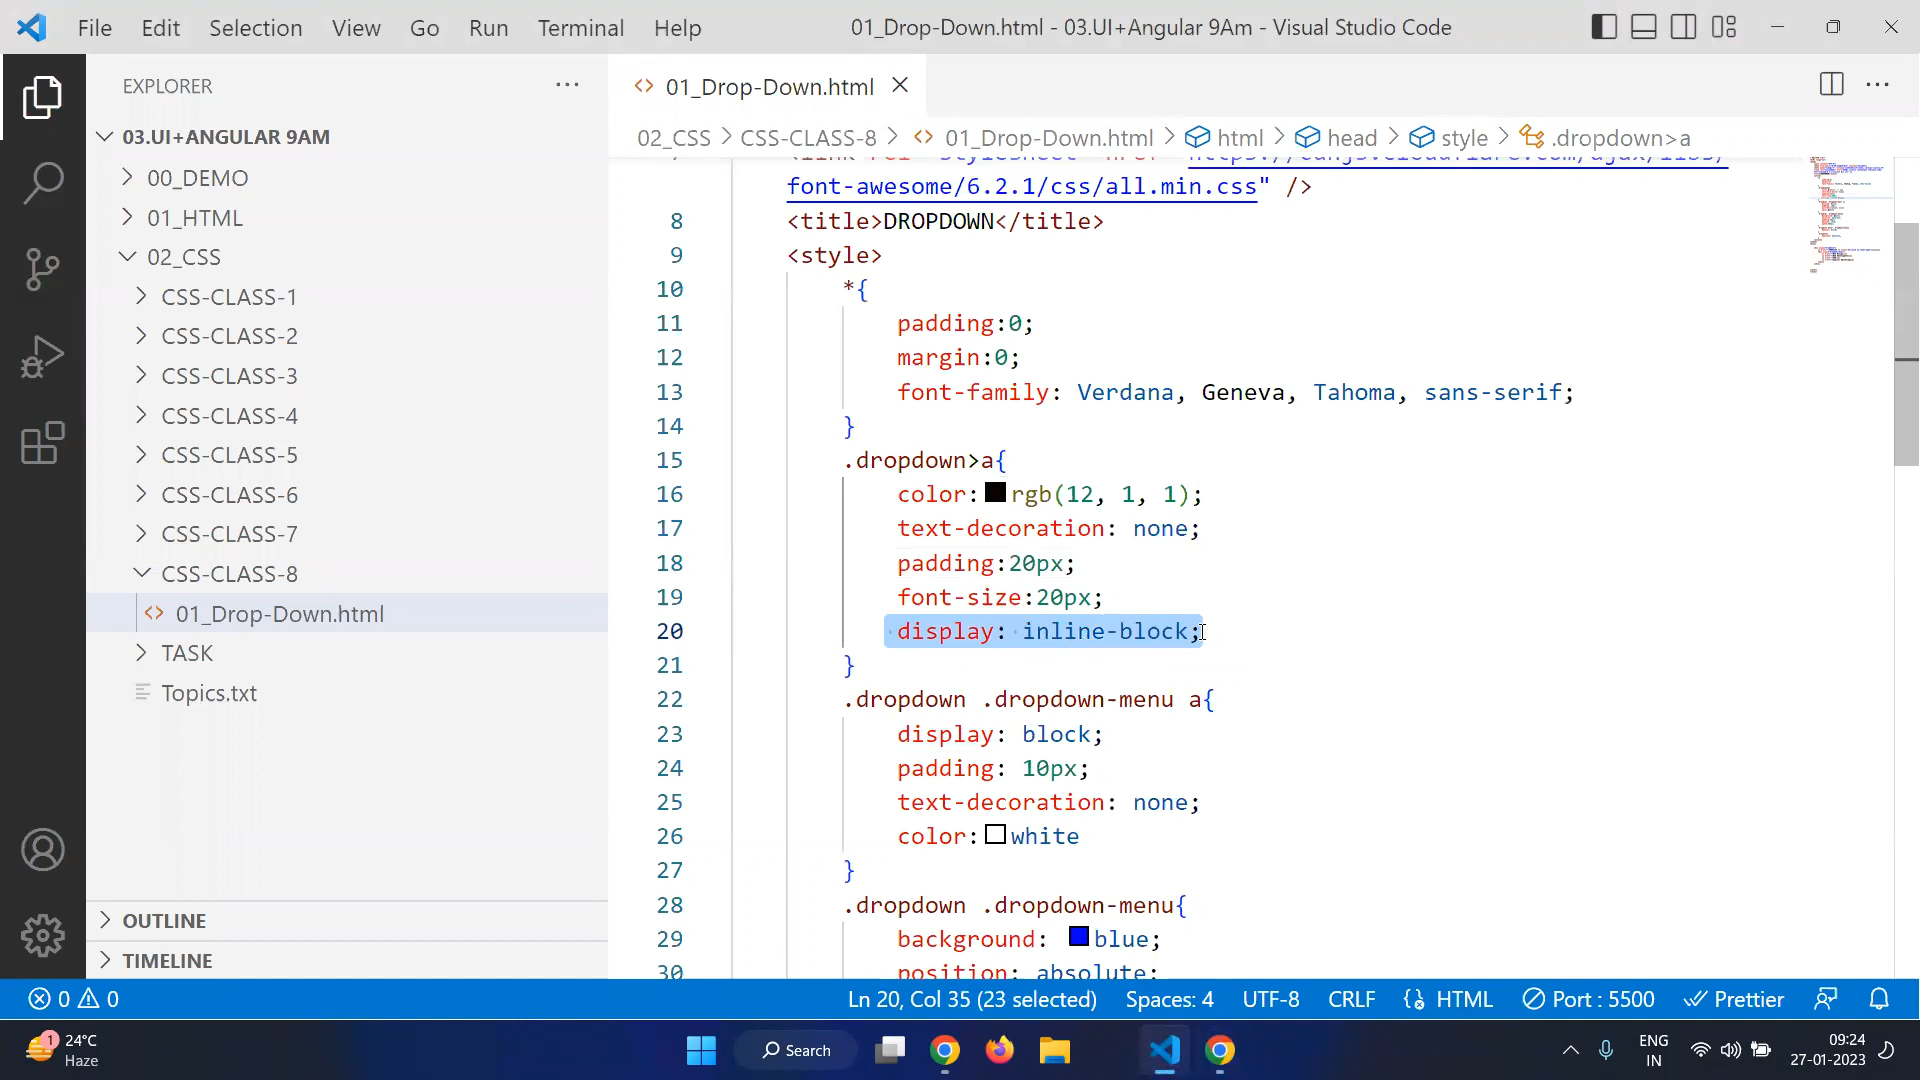 File Edit Selection View Go Run Terminal Help
01_Drop-Down.html - 03.UI+Angular 9Am - Visual Studio Code
EXPLORER
03.UI+ANGULAR 9AM
00_DEMO
01_HTML
02_CSS
CSS-CLASS-1
CSS-CLASS-2
CSS-CLASS-3
CSS-CLASS-4
CSS-CLASS-5
CSS-CLASS-6
CSS-CLASS-7
CSS-CLASS-8
01_Drop-Down.html
TASK
Topics.txt
OUTLINE
TIMELINE
01_Drop-Down.html
02_CSS > CSS-CLASS-8 > 01_Drop-Down.html > html > head > style > .dropdown>a
font-awesome/6.2.1/css/all.min.css" />
8 <title>DROPDOWN</title>
9 <style>
10 *{
11 padding:0;
12 margin:0;
13 font-family: Verdana, Geneva, Tahoma, sans-serif;
14 }
15 .dropdown>a{
16 color:rgb(12, 1, 1);
17 text-decoration: none;
18 padding:20px;
19 font-size:20px;
20 display: inline-block;
21 }
22 .dropdown .dropdown-menu a{
23 display: block;
24 padding: 10px;
25 text-decoration: none;
26 color:white
27 }
28 .dropdown .dropdown-menu{
29 background: blue;
30 position: absolute;
0 0 Ln 20, Col 35 (23 selected) Spaces: 4 UTF-8 CRLF HTML Port : 5500 Prettier
1 24°C
Haze
Search
ENG
IN
09:24
27-01-2023